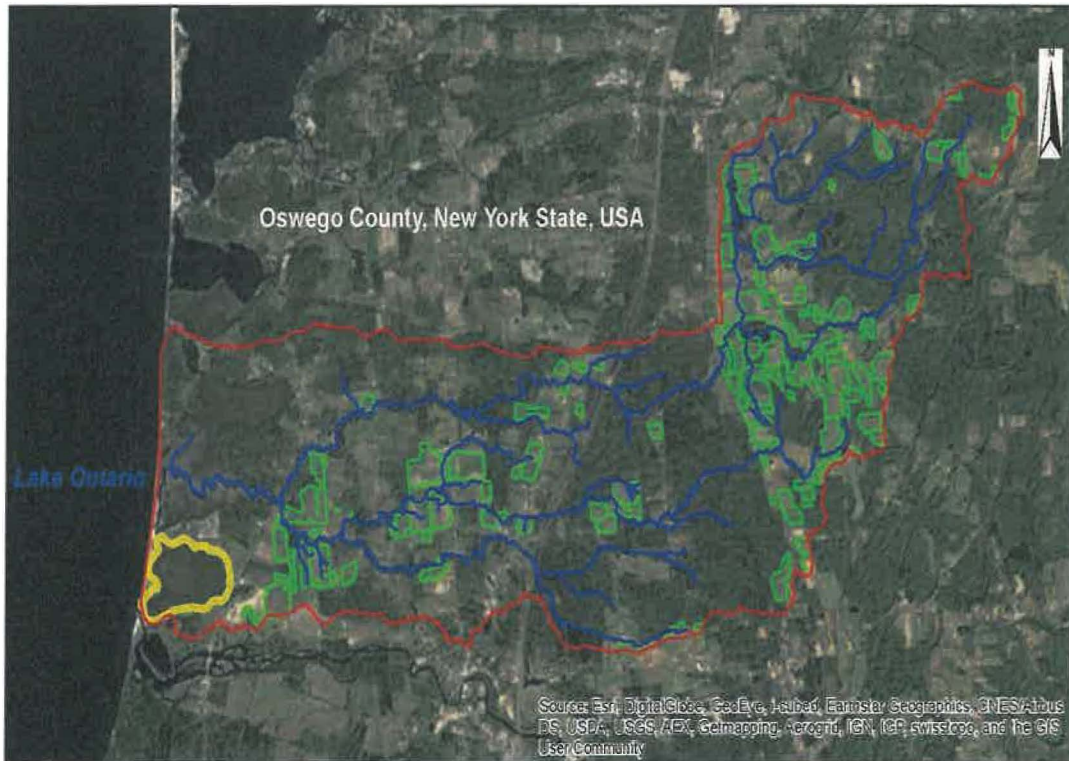 N
Oswego County, New York State, USA
Lake Ontario
Source: Esri, DigitalGlobe, GeoEye, i-cubed, Earthstar Geographics, CNES/Airbus
DS, USDA, USGS, AEX, Getmapping, Aerogrid, IGN, IGP, swisstopo, and the GIS
User Community